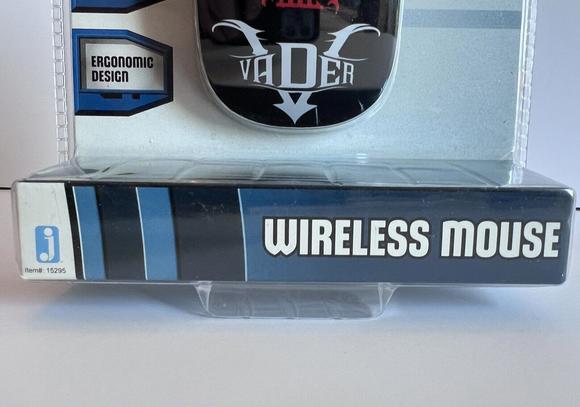 ERGONOMIC
DESIGN
VADER
WIRELESS MOUSE
j
Item#: 15295